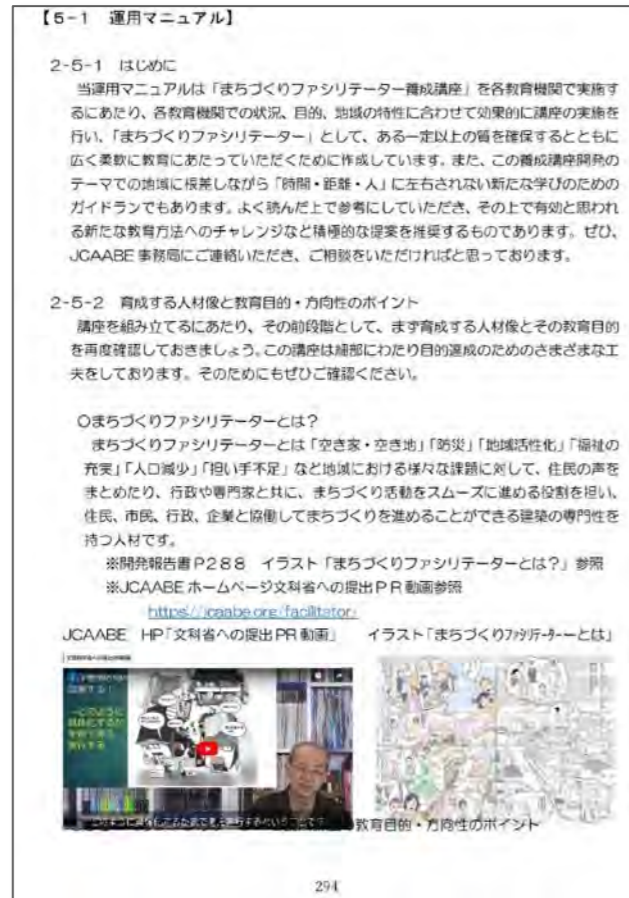 【5-1 運用マニュアル】
2-5-1 はじめに
当運用マニュアルは「まちづくりファシリテーター養成講座」を各教育機関で実施す
るにあたり、各教育機関での状況、目的、地域の特性に合わせて効果的に講座の実施を
行い、「まちづくりファシリテーター」として、ある一定以上の質を確保するとともに
広く柔軟に教育にあたっていただくために作成しています。また、この養成講座開発の
テーマでの地域に根差しながら「時間・距離・人」に左右されない新たな学びのための
ガイドランでもあります。よく読んだ上で参考にしていただき、その上で有効と思われ
る新たな教育方法へのチャレンジなど積極的な提案を推奨するものであります。ぜひ、
JCAABE 事務局にご連絡いただき、ご相談をいただければと思っております。
2-5-2 育成する人材像と教育目的・方向性のポイント
講座を組み立てるにあたり、その前段階として、まず育成する人材像とその教育目的
を再度確認しておきましょう。この講座は細部にわたり目的達成のためのさまざまな工
夫をしております。そのためにもぜひご確認ください。
〇まちづくりファシリテーターとは？
まちづくりファシリテーターとは「空き家・空き地」「防災」「地域活性化」「福祉の
充実」「人口減少」「担い手不足」など地域における様々な課題に対して、住民の声を
まとめたり、行政や専門家と共に、まちづくり活動をスムーズに進める役割を担い、
住民、市民、行政、企業と協働してまちづくりを進めることができる建築の専門性を
持つ人材です。
※開発報告書P288 イラスト「まちづくりファシリテーターとは？」参照
※JCAABE ホームページ文科省への提出PR動画参照
https://jcaabe.org/facilitator/
JCAABE HP「文科省への提出PR動画」 イラスト「まちづくりファシリテーターーとは」
教育目的・方向性のポイント
294